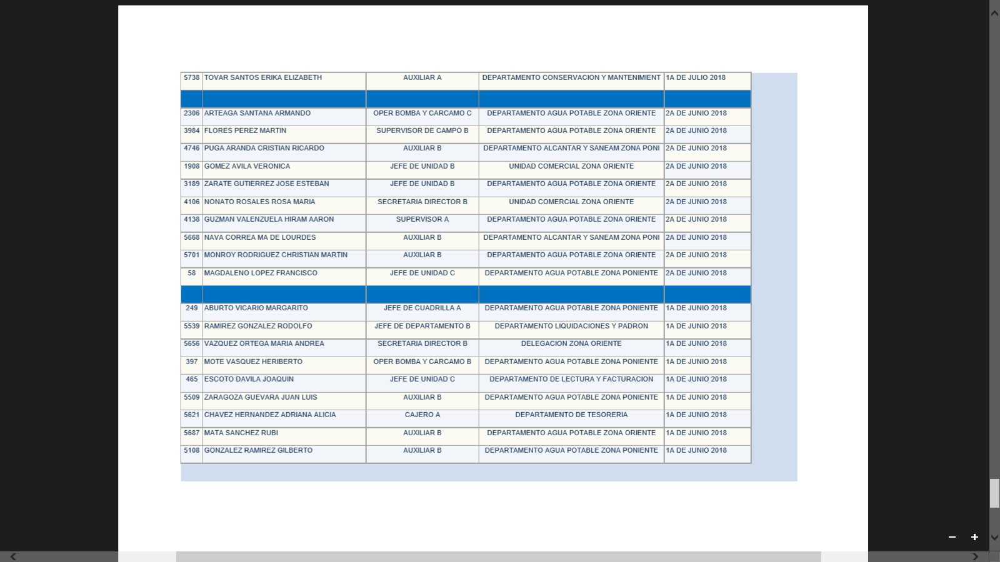 5738 TOVAR SANTOS ERIKA ELIZABETH AUXILIAR A DEPARTAMENTO CONSERVACION Y MANTENIMIENT 1A DE JULIO 2018
2306 ARTEAGA SANTANA ARMANDO OPER BOMBA Y CARCAMO C DEPARTAMENTO AGUA POTABLE ZONA ORIENTE 2A DE JUNIO 2018
3984 FLORES PEREZ MARTIN SUPERVISOR DE CAMPO B DEPARTAMENTO AGUA POTABLE ZONA ORIENTE 2A DE JUNIO 2018
4746 PUGA ARANDA CRISTIAN RICARDO AUXILIAR B DEPARTAMENTO ALCANTAR Y SANEAM ZONA PONI 2A DE JUNIO 2018
1908 GOMEZ AVILA VERONICA JEFE DE UNIDAD B UNIDAD COMERCIAL ZONA ORIENTE 2A DE JUNIO 2018
3189 ZARATE GUTIERREZ JOSE ESTEBAN JEFE DE UNIDAD B DEPARTAMENTO AGUA POTABLE ZONA ORIENTE 2A DE JUNIO 2018
4106 NONATO ROSALES ROSA MARIA SECRETARIA DIRECTOR B UNIDAD COMERCIAL ZONA ORIENTE 2A DE JUNIO 2018
4138 GUZMAN VALENZUELA HIRAM AARON SUPERVISOR A DEPARTAMENTO AGUA POTABLE ZONA ORIENTE 2A DE JUNIO 2018
5668 NAVA CORREA MA DE LOURDES AUXILIAR B DEPARTAMENTO ALCANTAR Y SANEAM ZONA PONI 2A DE JUNIO 2018
5701 MONROY RODRIGUEZ CHRISTIAN MARTIN AUXILIAR B DEPARTAMENTO AGUA POTABLE ZONA ORIENTE 2A DE JUNIO 2018
58 MAGDALENO LOPEZ FRANCISCO JEFE DE UNIDAD C DEPARTAMENTO AGUA POTABLE ZONA PONIENTE 2A DE JUNIO 2018
249 ABURTO VICARIO MARGARITO JEFE DE CUADRILLA A DEPARTAMENTO AGUA POTABLE ZONA PONIENTE 1A DE JUNIO 2018
5539 RAMIREZ GONZALEZ RODOLFO JEFE DE DEPARTAMENTO B DEPARTAMENTO LIQUIDACIONES Y PADRON 1A DE JUNIO 2018
5656 VAZQUEZ ORTEGA MARIA ANDREA SECRETARIA DIRECTOR B DELEGACION ZONA ORIENTE 1A DE JUNIO 2018
397 MOTE VASQUEZ HERIBERTO OPER BOMBA Y CARCAMO B DEPARTAMENTO AGUA POTABLE ZONA PONIENTE 1A DE JUNIO 2018
465 ESCOTO DAVILA JOAQUIN JEFE DE UNIDAD C DEPARTAMENTO DE LECTURA Y FACTURACION 1A DE JUNIO 2018
5509 ZARAGOZA GUEVARA JUAN LUIS AUXILIAR B DEPARTAMENTO AGUA POTABLE ZONA PONIENTE 1A DE JUNIO 2018
5621 CHAVEZ HERNANDEZ ADRIANA ALICIA CAJERO A DEPARTAMENTO DE TESORERIA 1A DE JUNIO 2018
5687 MATA SANCHEZ RUBI AUXILIAR B DEPARTAMENTO AGUA POTABLE ZONA ORIENTE 1A DE JUNIO 2018
5108 GONZALEZ RAMIREZ GILBERTO AUXILIAR B DEPARTAMENTO AGUA POTABLE ZONA PONIENTE 1A DE JUNIO 2018